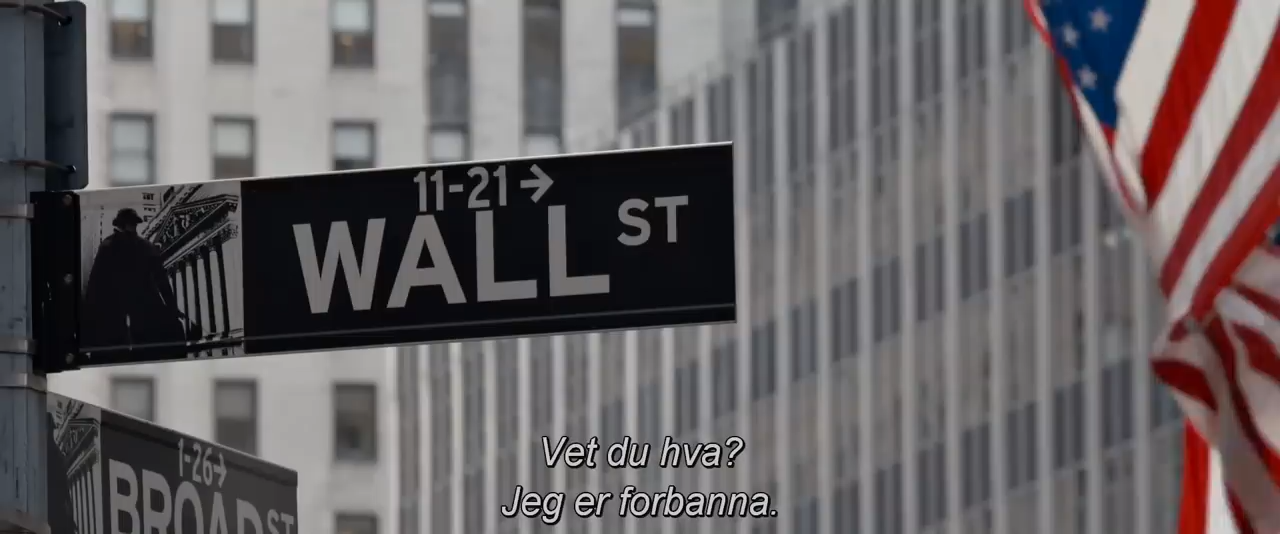 11-21→
WALL ST
1-26→
BROAD ST
Vet du hva?
Jeg er forbanna.